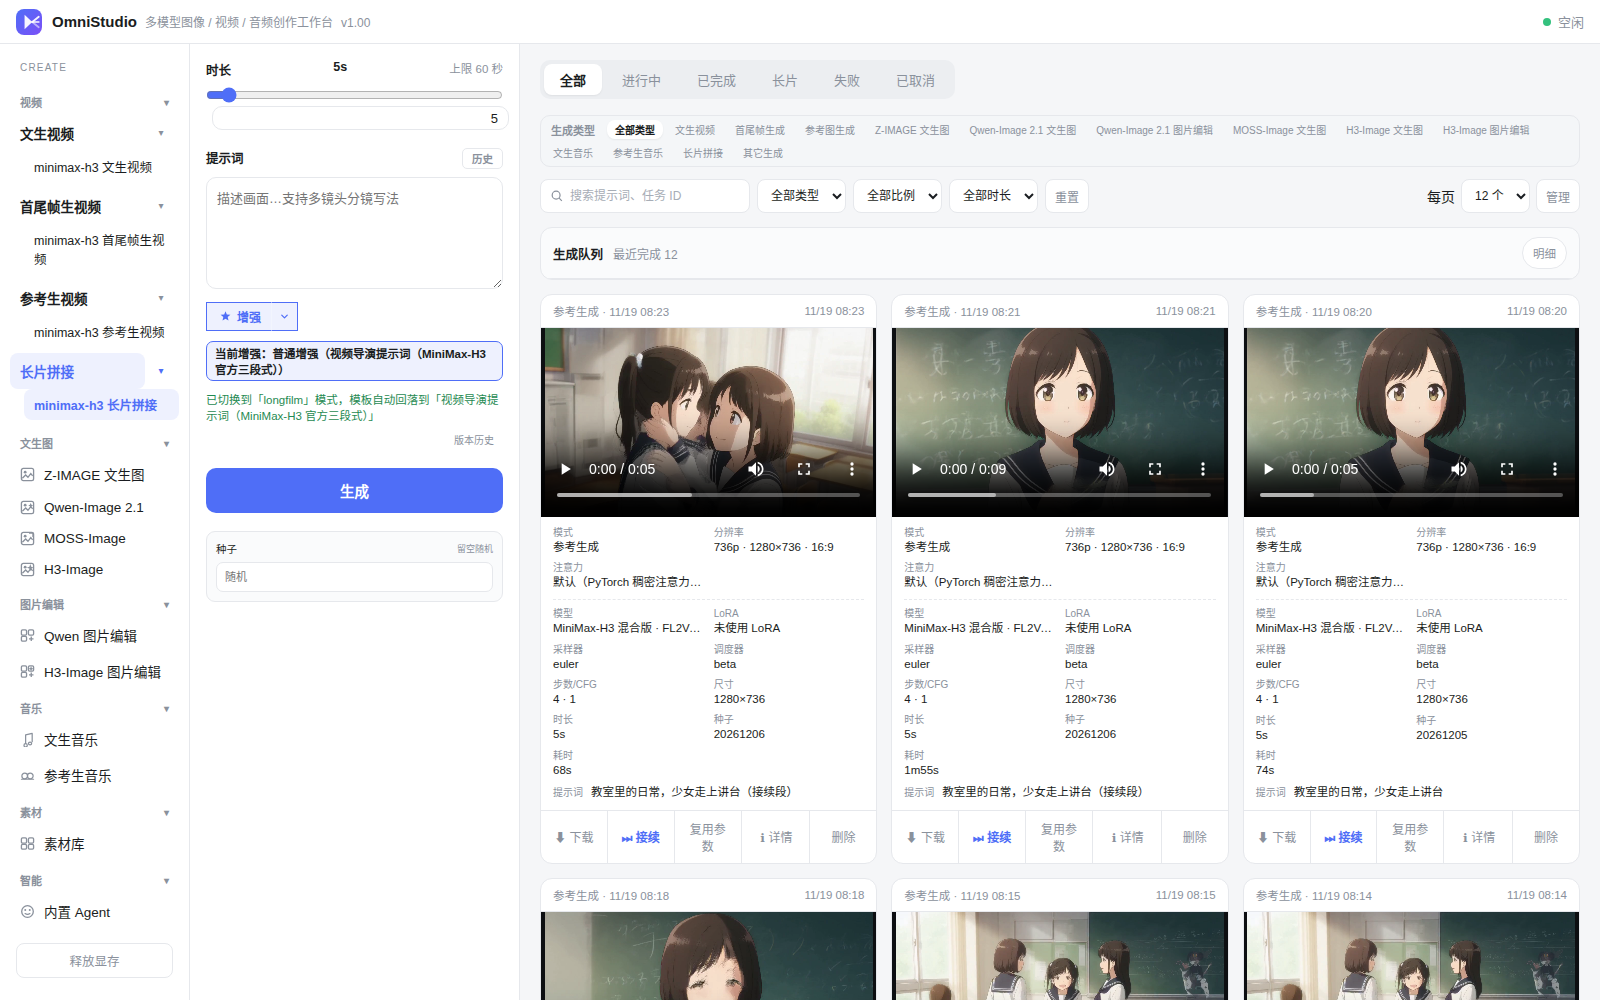 OmniStudio 多模型图像 / 视频 / 音频创作工作台 v1.00
空闲
CREATE
视频
文生视频
minimax-h3 文生视频
首尾帧生视频
minimax-h3 首尾帧生视
频
参考生视频
minimax-h3 参考生视频
长片拼接
minimax-h3 长片拼接
文生图
Z-IMAGE 文生图
Qwen-Image 2.1
MOSS-Image
H3-Image
图片编辑
Qwen 图片编辑
H3-Image 图片编辑
音乐
文生音乐
参考生音乐
素材
素材库
智能
内置 Agent
释放显存
时长 5s 上限 60 秒
5
提示词 历史
描述画面…支持多镜头分镜写法
增强
当前增强：普通增强（视频导演提示词（MiniMax-H3
官方三段式））
已切换到「longfilm」模式，模板自动回落到「视频导演提
示词（MiniMax-H3 官方三段式）」
版本历史
生成
种子 留空随机
随机
全部 进行中 已完成 长片 失败 已取消
生成类型 全部类型 文生视频 首尾帧生成 参考图生成 Z-IMAGE 文生图 Qwen-Image 2.1 文生图 Qwen-Image 2.1 图片编辑 MOSS-Image 文生图 H3-Image 文生图 H3-Image 图片编辑
文生音乐 参考生音乐 长片拼接 其它生成
搜索提示词、任务 ID 全部类型 全部比例 全部时长 重置 每页 12 个 管理
生成队列 最近完成 12 明细
参考生成 · 11/19 08:23 11/19 08:23
0:00 / 0:05
模式 分辨率
参考生成 736p · 1280×736 · 16:9
注意力
默认（PyTorch 稠密注意力…
模型 LoRA
MiniMax-H3 混合版 · FL2V… 未使用 LoRA
采样器 调度器
euler beta
步数/CFG 尺寸
4 · 1 1280×736
时长 种子
5s 20261206
耗时
68s
提示词 教室里的日常，少女走上讲台（接续段）
下载 接续 复用参数 详情 删除
参考生成 · 11/19 08:21 11/19 08:21
0:00 / 0:09
模式 分辨率
参考生成 736p · 1280×736 · 16:9
注意力
默认（PyTorch 稠密注意力…
模型 LoRA
MiniMax-H3 混合版 · FL2V… 未使用 LoRA
采样器 调度器
euler beta
步数/CFG 尺寸
4 · 1 1280×736
时长 种子
5s 20261206
耗时
1m55s
提示词 教室里的日常，少女走上讲台（接续段）
下载 接续 复用参数 详情 删除
参考生成 · 11/19 08:20 11/19 08:20
0:00 / 0:05
模式 分辨率
参考生成 736p · 1280×736 · 16:9
注意力
默认（PyTorch 稠密注意力…
模型 LoRA
MiniMax-H3 混合版 · FL2V… 未使用 LoRA
采样器 调度器
euler beta
步数/CFG 尺寸
4 · 1 1280×736
时长 种子
5s 20261205
耗时
74s
提示词 教室里的日常，少女走上讲台
下载 接续 复用参数 详情 删除
参考生成 · 11/19 08:18 11/19 08:18
参考生成 · 11/19 08:15 11/19 08:15
参考生成 · 11/19 08:14 11/19 08:14